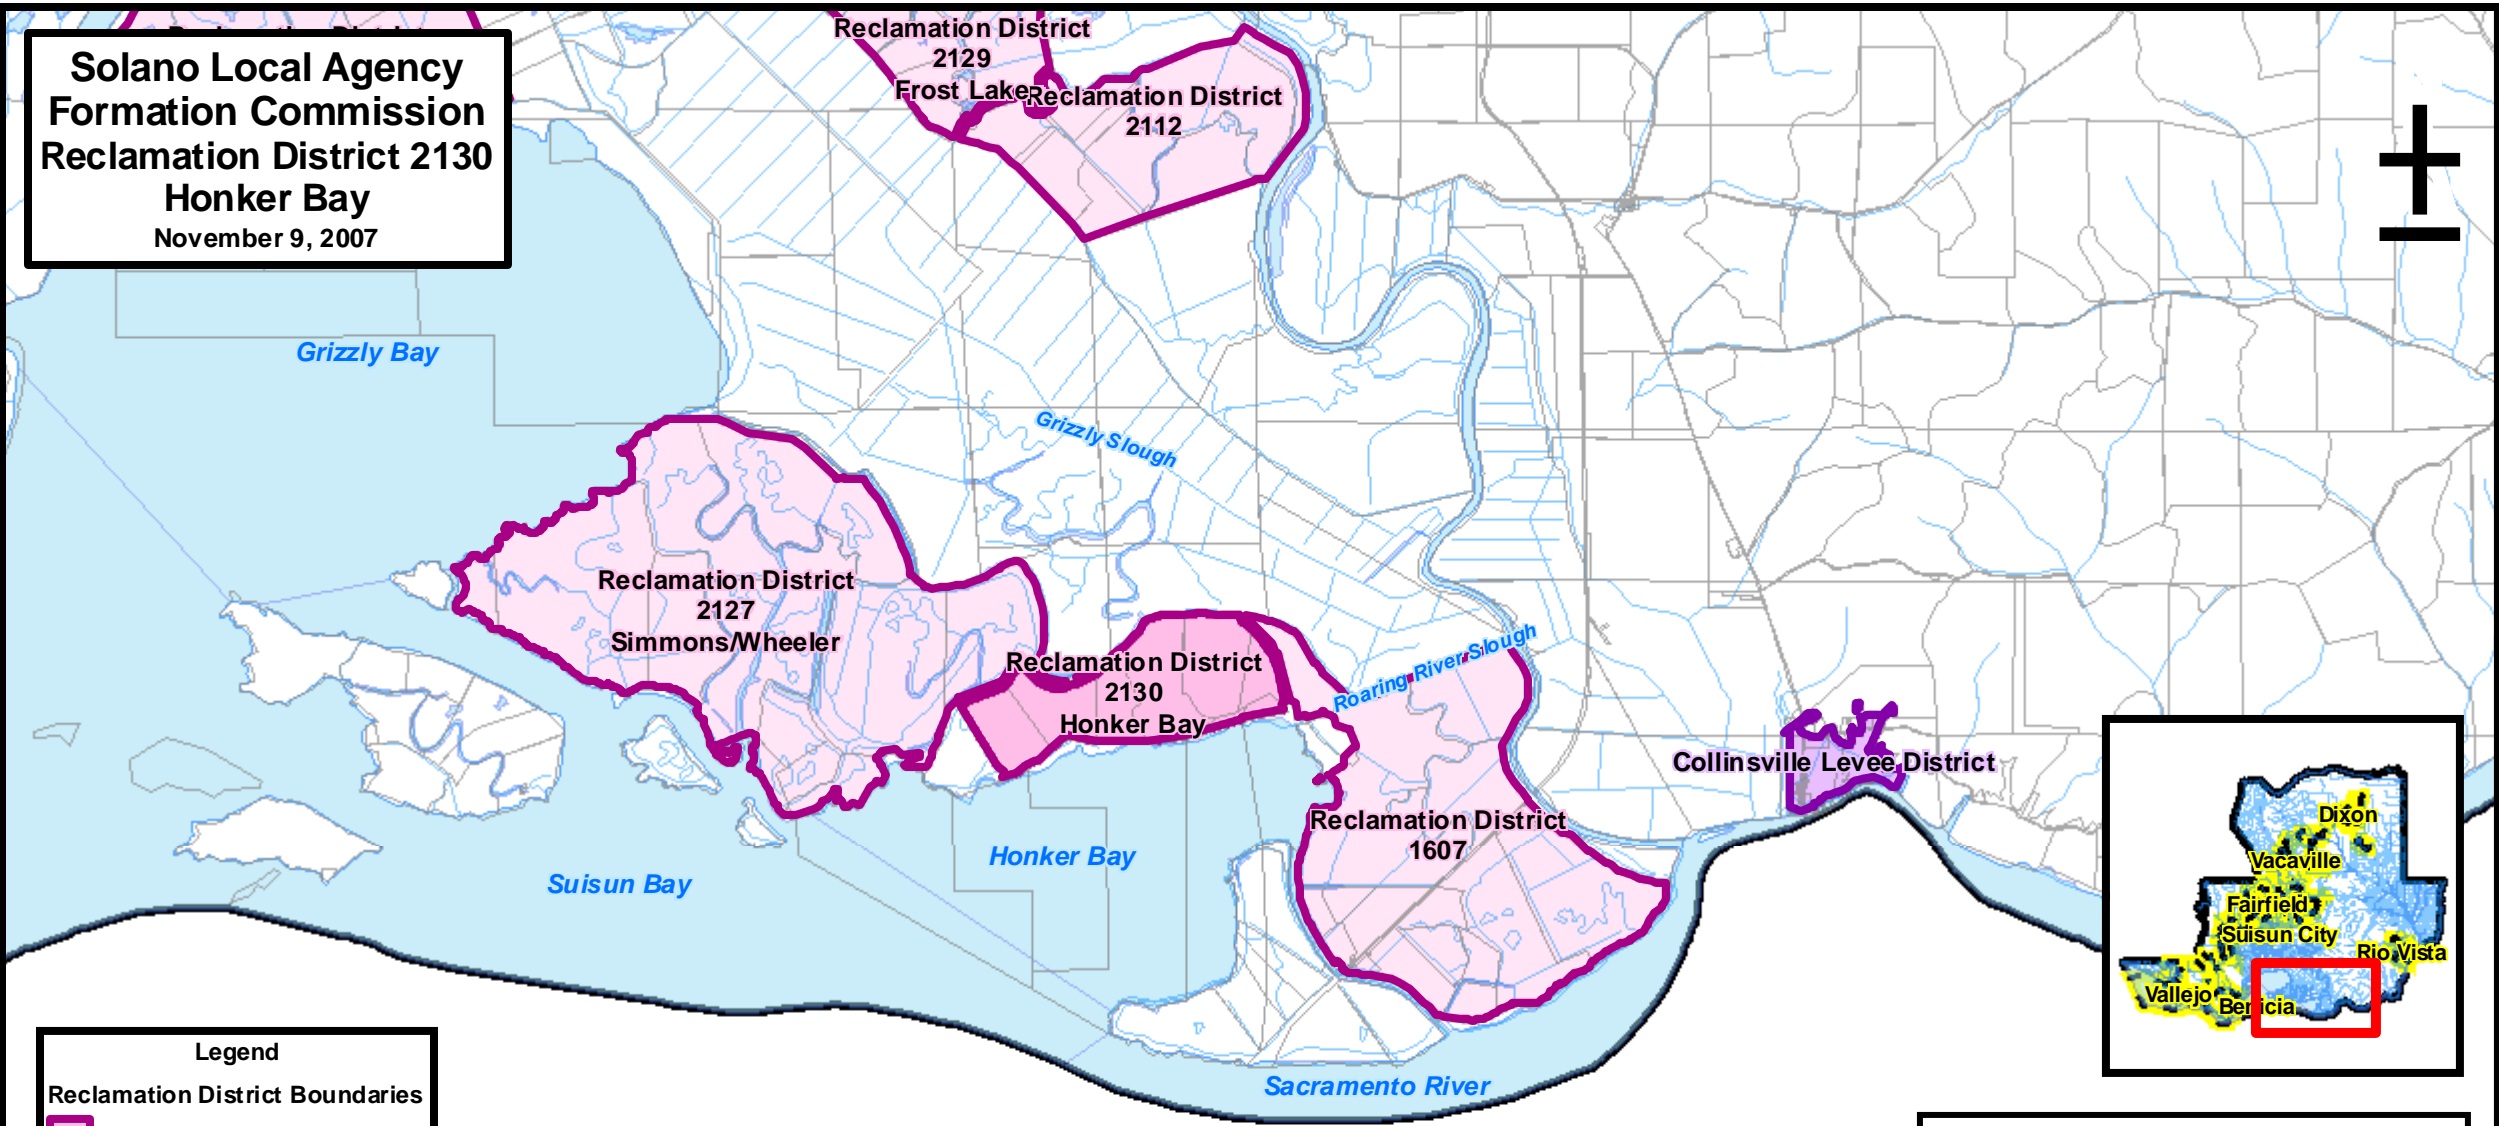 Solano Local Agency
Formation Commission
Reclamation District 2130
Honker Bay
November 9, 2007
Reclamation District
2129
Frost Lake
Reclamation District
2112
Grizzly Bay
Grizzly Slough
Reclamation District
2127
Simmons/Wheeler
Reclamation District
2130
Honker Bay
Roaring River Slough
Collinsville Levee District
Reclamation District
1607
Honker Bay
Suisun Bay
Sacramento River
Dixon
Vacaville
Fairfield
Suisun City
Rio Vista
Vallejo
Benicia
Legend
Reclamation District Boundaries